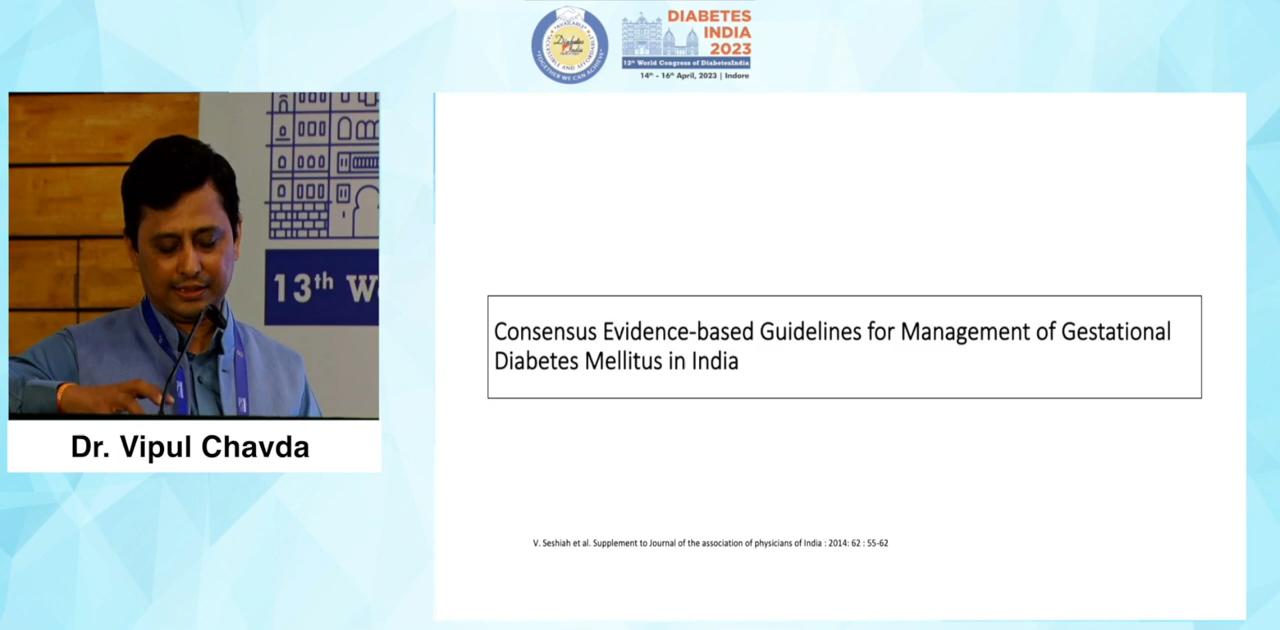 DIABETES
INDIA
2023
13th World Congress of DiabetesIndia
14th - 16th April, 2023 | Indore
Diabetes
India
TOGETHER WE CAN ACHIEVE
13th W
Dr. Vipul Chavda
Consensus Evidence-based Guidelines for Management of Gestational
Diabetes Mellitus in India
V. Seshiah et al. Supplement to Journal of the association of physicians of India : 2014: 62 : 55-62